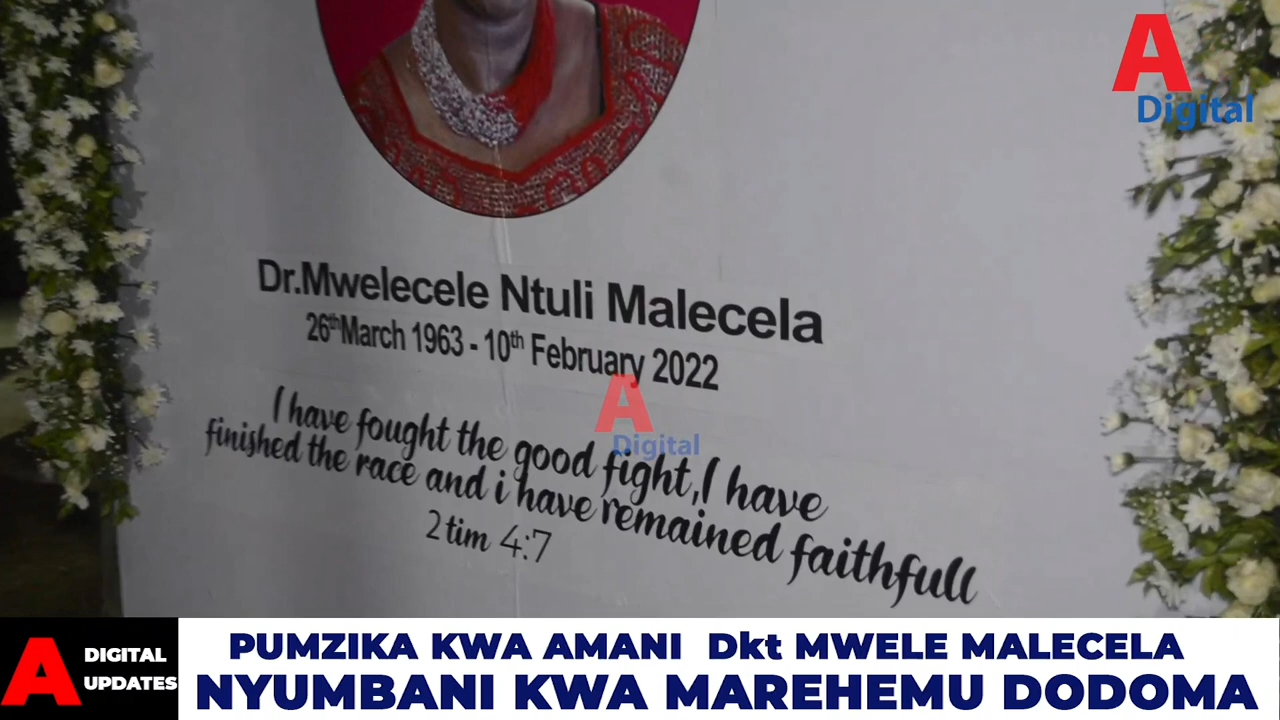 A
Digital
Dr.Mwelecele Ntuli Malecela
26th March 1963 - 10th February 2022
A
Digital
I have fought the good fight, I have
finished the race and i have remained faithfull
2 tim 4:7
A DIGITAL UPDATES
PUMZIKA KWA AMANI Dkt MWELE MALECELA
NYUMBANI KWA MAREHEMU DODOMA